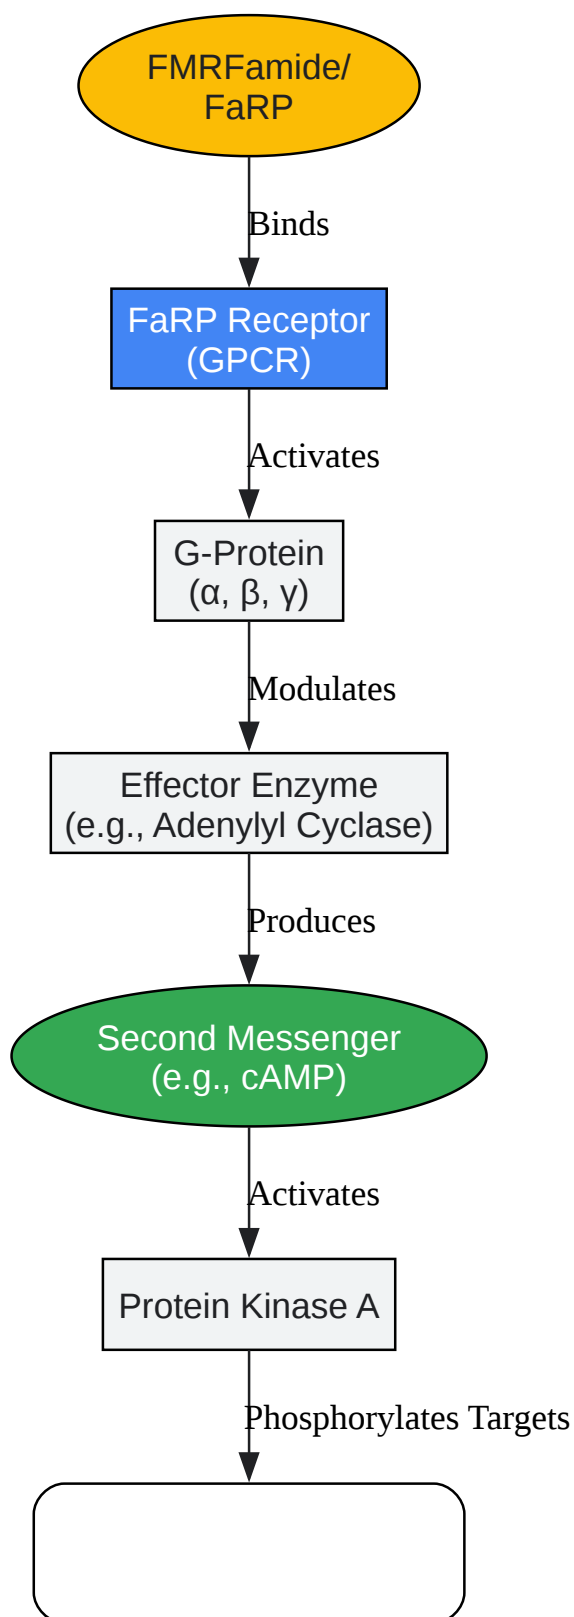 FMRFamide/
FaRP
Binds
FaRP Receptor
(GPCR)
Activates
G-Protein
(α, β, γ)
Modulates
Effector Enzyme
(e.g., Adenylyl Cyclase)
Produces
Second Messenger
(e.g., cAMP)
Activates
Protein Kinase A
Phosphorylates Targets